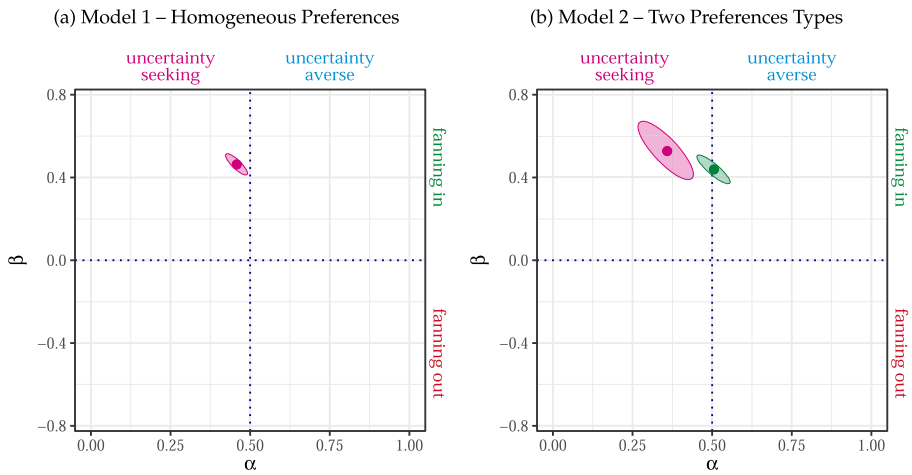 (a) Model 1 – Homogeneous Preferences
uncertainty
seeking
uncertainty
averse
0.8
0.4
0.0
−0.4
−0.8
β
fanning in
fanning out
0.00
0.25
0.50
0.75
1.00
α
(b) Model 2 – Two Preferences Types
uncertainty
seeking
uncertainty
averse
0.8
0.4
0.0
−0.4
−0.8
β
fanning in
fanning out
0.00
0.25
0.50
0.75
1.00
α